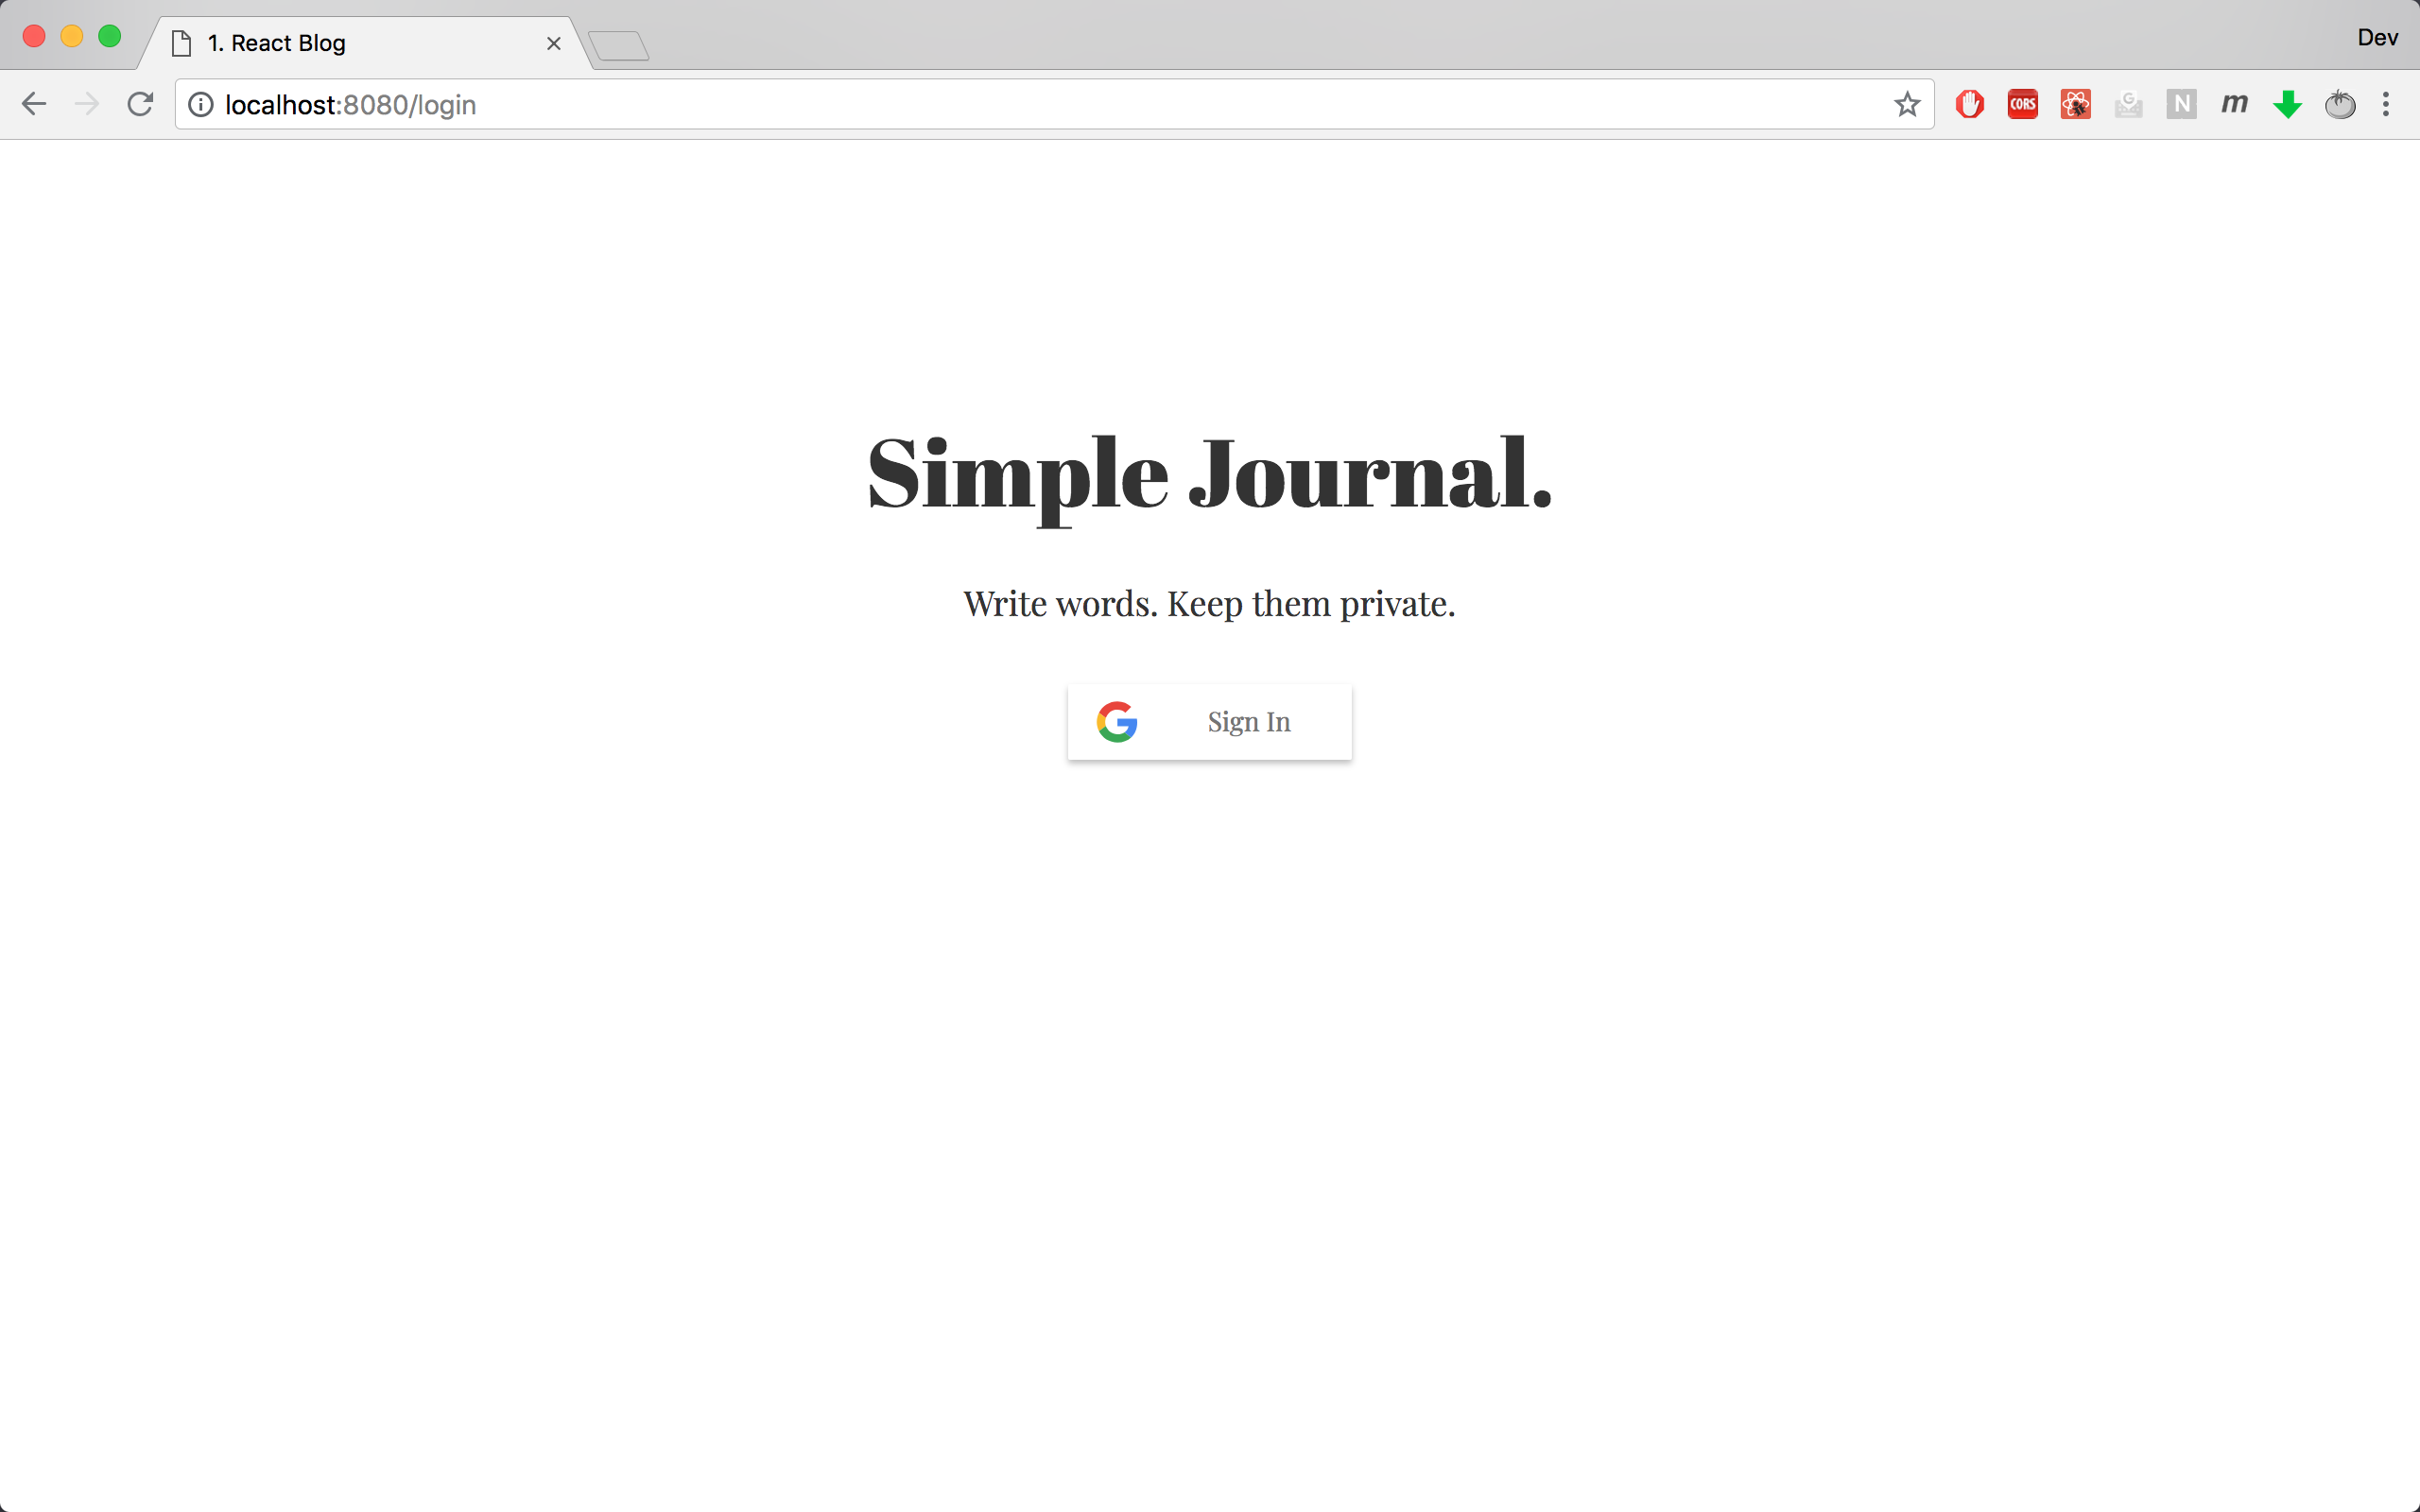 1. React Blog
Dev
localhost:8080/login
CORS
G
N
m
Simple Journal.
Write words. Keep them private.
G Sign In